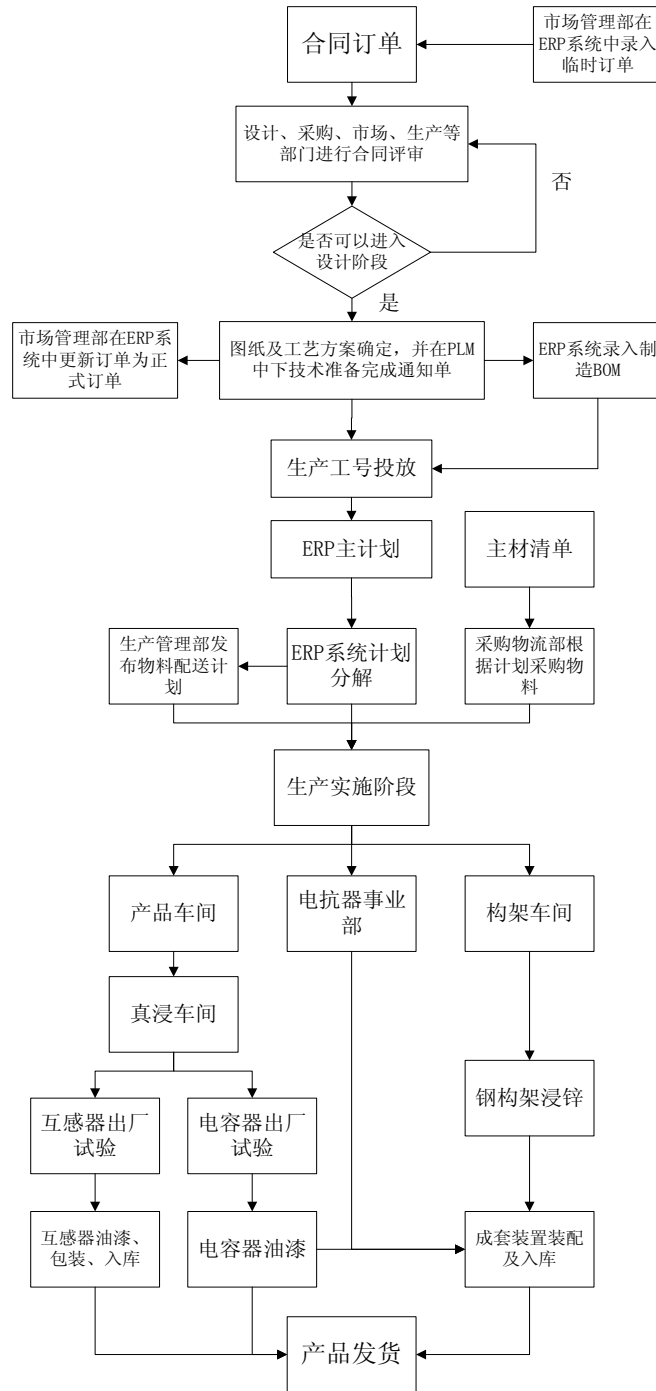 合同订单
市场管理部在
ERP系统中录入
临时订单
设计、采购、市场、生产等
部门进行合同评审
否
是否可以进入
设计阶段
是
市场管理部在ERP系
统中更新订单为正
式订单
图纸及工艺方案确定，并在PLM
中下技术准备完成通知单
ERP系统录入制
造BOM
生产工号投放
ERP主计划
主材清单
生产管理部发
布物料配送计
划
ERP系统计划
分解
采购物流部根
据计划采购物
料
生产实施阶段
产品车间
电抗器事业
部
构架车间
真浸车间
互感器出厂
试验
电容器出厂
试验
钢构架浸锌
互感器油漆、
包装、入库
电容器油漆
成套装置装配
及入库
产品发货